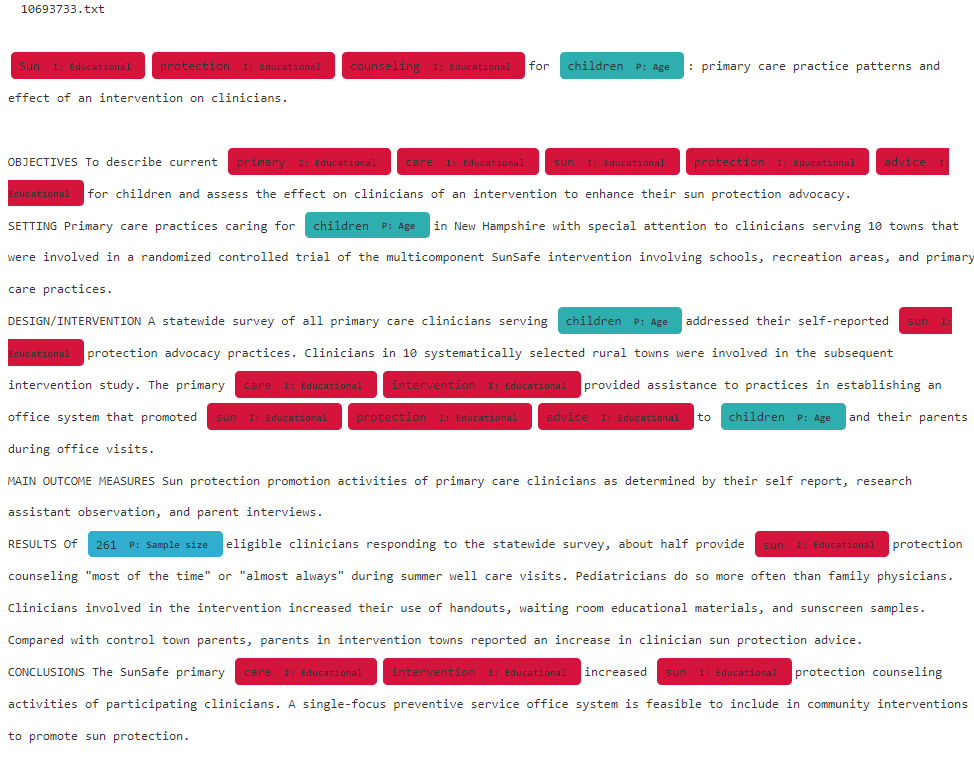 10693733.txt
Sun I: Educational protection I: Educational counseling I: Educational for children P: Age : primary care practice patterns and
effect of an intervention on clinicians.
OBJECTIVES To describe current primary I: Educational care I: Educational sun I: Educational protection I: Educational advice I:
Educational for children and assess the effect on clinicians of an intervention to enhance their sun protection advocacy.
SETTING Primary care practices caring for children P: Age in New Hampshire with special attention to clinicians serving 10 towns that
were involved in a randomized controlled trial of the multicomponent SunSafe intervention involving schools, recreation areas, and primary
care practices.
DESIGN/INTERVENTION A statewide survey of all primary care clinicians serving children P: Age addressed their self-reported sun I:
Educational protection advocacy practices. Clinicians in 10 systematically selected rural towns were involved in the subsequent
intervention study. The primary care I: Educational intervention I: Educational provided assistance to practices in establishing an
office system that promoted sun I: Educational protection I: Educational advice I: Educational to children P: Age and their parents
during office visits.
MAIN OUTCOME MEASURES Sun protection promotion activities of primary care clinicians as determined by their self report, research
assistant observation, and parent interviews.
RESULTS Of 261 P: Sample size eligible clinicians responding to the statewide survey, about half provide sun I: Educational protection
counseling "most of the time" or "almost always" during summer well care visits. Pediatricians do so more often than family physicians.
Clinicians involved in the intervention increased their use of handouts, waiting room educational materials, and sunscreen samples.
Compared with control town parents, parents in intervention towns reported an increase in clinician sun protection advice.
CONCLUSIONS The SunSafe primary care I: Educational intervention I: Educational increased sun I: Educational protection counseling
activities of participating clinicians. A single-focus preventive service office system is feasible to include in community interventions
to promote sun protection.